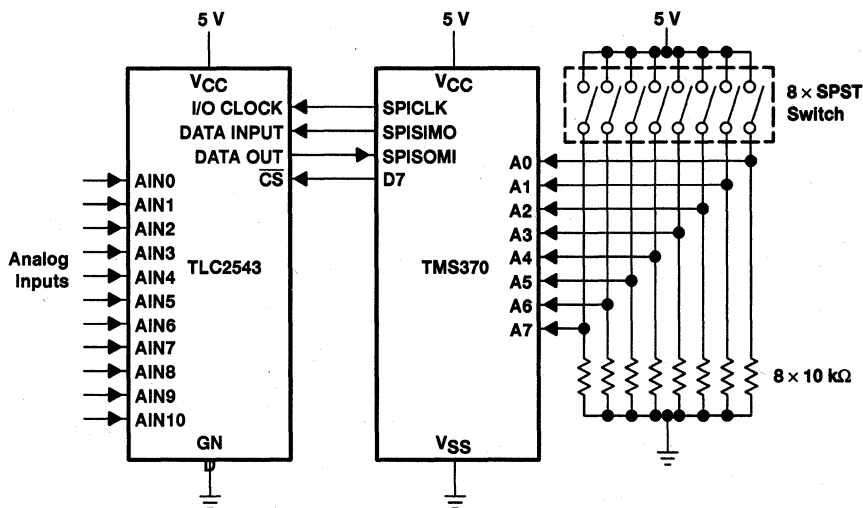 5 V
5 V
5 V
VCC
I/O CLOCK
DATA INPUT
DATA OUT
CS
AIN0
AIN1
AIN2
AIN3
AIN4
AIN5
AIN6
AIN7
AIN8
AIN9
AIN10
Analog
Inputs
TLC2543
GN
D
VCC
SPICLK
SPISIMO
SPISOMI
D7
TMS370
A0
A1
A2
A3
A4
A5
A6
A7
VSS
8 × SPST
Switch
8 × 10 kΩ